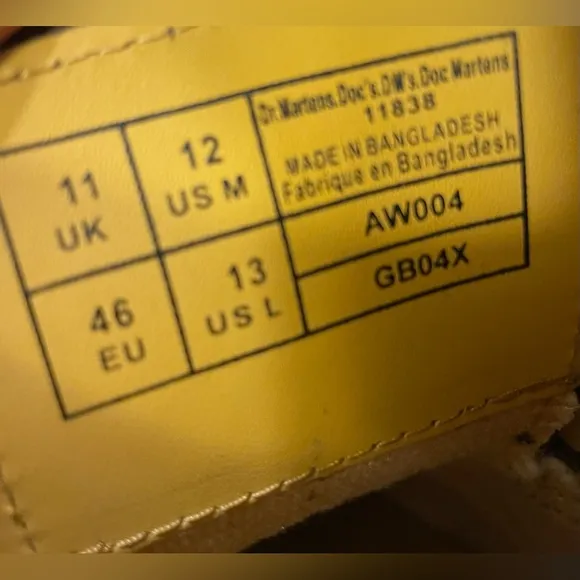 11
UK
12
US M
Dr.Martens.Doc's.DM's.Doc.Martens
11838
MADE IN BANGLADESH
Fabrique en Bangladesh
46
EU
13
US L
AW004
GB04X